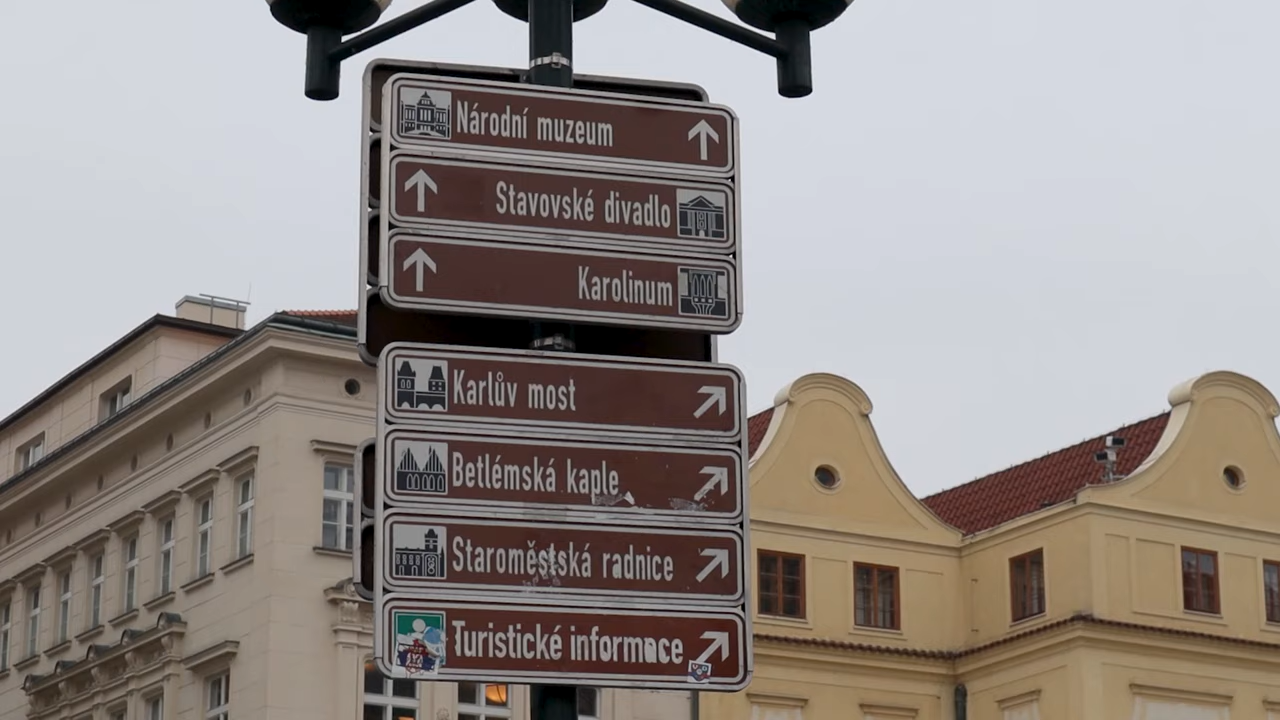 Národní muzeum
Stavovské divadlo
Karolinum
Karlův most
Betlémská kaple
Staroměstská radnice
Turistické informace